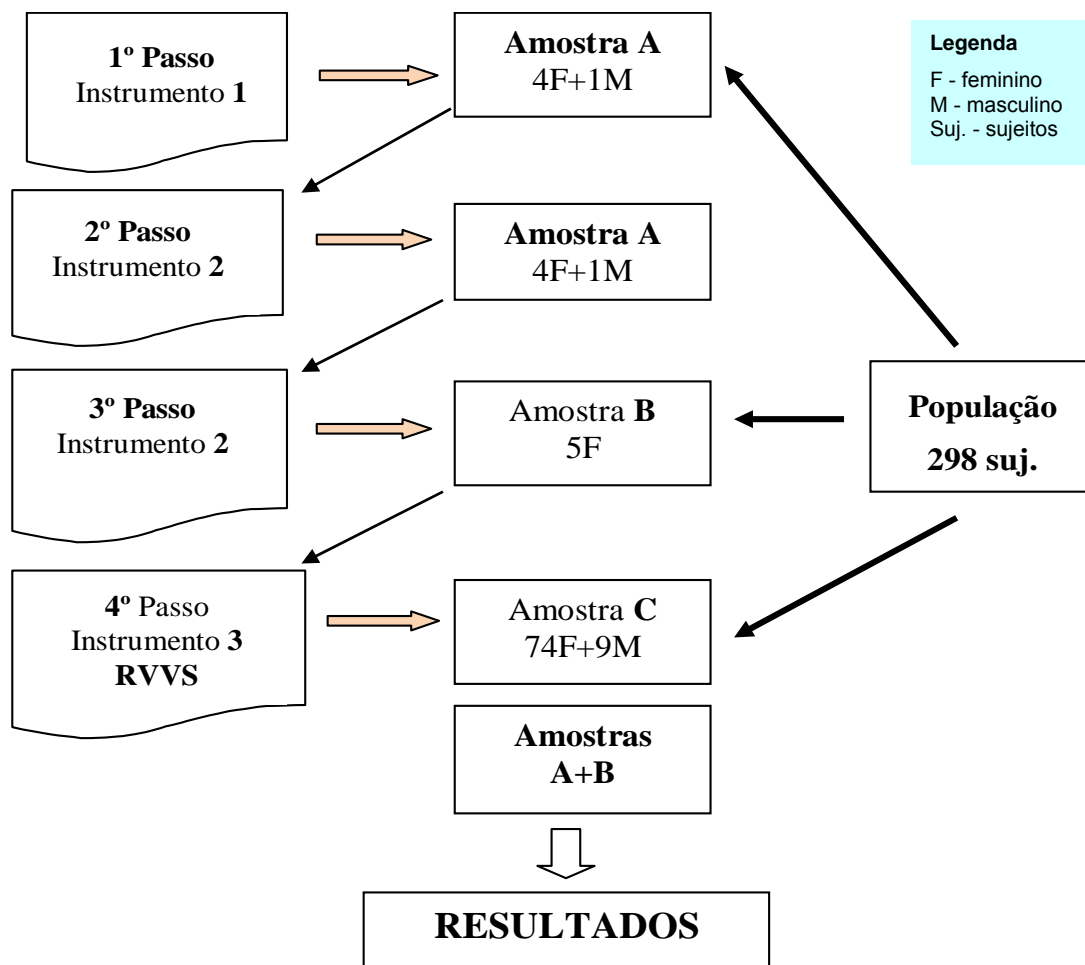 1º Passo
Instrumento 1
Amostra A
4F+1M
Legenda
F - feminino
M - masculino
Suj. - sujeitos
2º Passo
Instrumento 2
Amostra A
4F+1M
3º Passo
Instrumento 2
Amostra B
5F
População
298 suj.
4º Passo
Instrumento 3
RVVS
Amostra C
74F+9M
Amostras
A+B
RESULTADOS